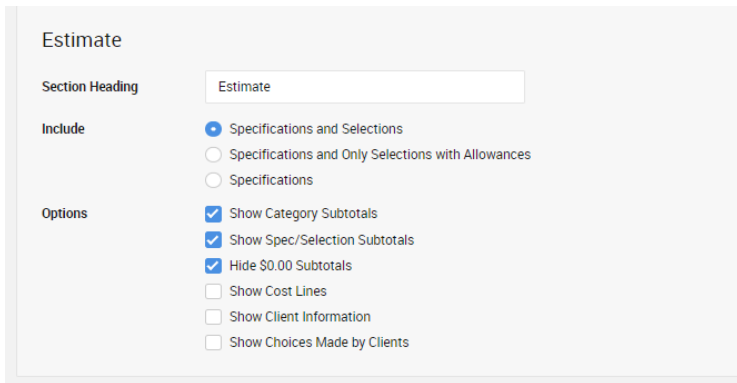 Estimate
Section Heading Estimate
Include Specifications and Selections
Specifications and Only Selections with Allowances
Specifications
Options Show Category Subtotals
Show Spec/Selection Subtotals
Hide $0.00 Subtotals
Show Cost Lines
Show Client Information
Show Choices Made by Clients